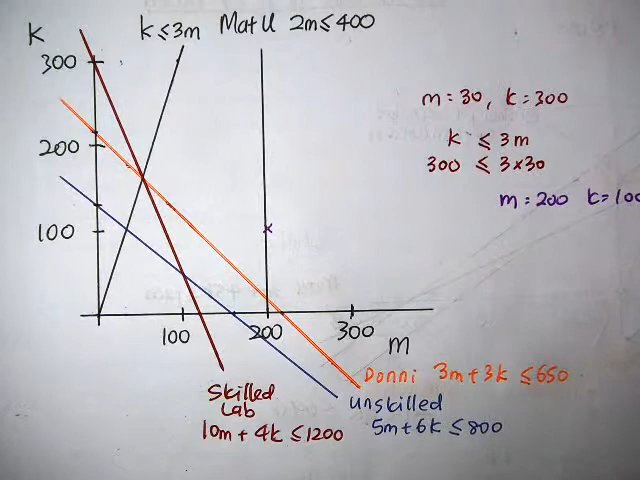 K
k ≤ 3m
Mat U 2m ≤ 400
300
200
100
m = 30, k = 300
k ≤ 3m
300 ≤ 3×30
m = 200 k = 100
x
100
200
300
M
Donni 3m + 3k ≤ 650
Skilled
Lab
10m + 4k ≤ 1200
Unskilled
5m + 6k ≤ 800